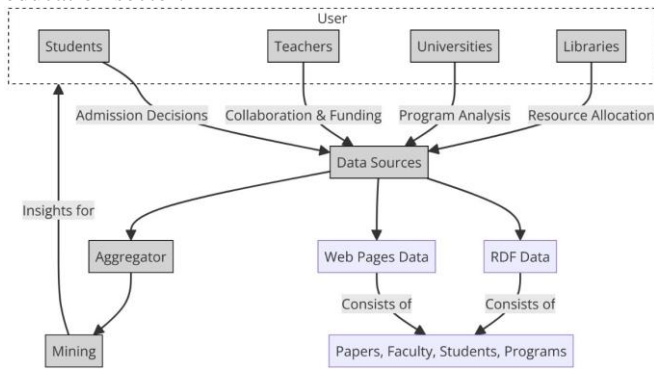 User
Students
Teachers
Universities
Libraries
Admission Decisions
Collaboration & Funding
Program Analysis
Resource Allocation
Data Sources
Insights for
Aggregator
Web Pages Data
RDF Data
Consists of
Consists of
Mining
Papers, Faculty, Students, Programs